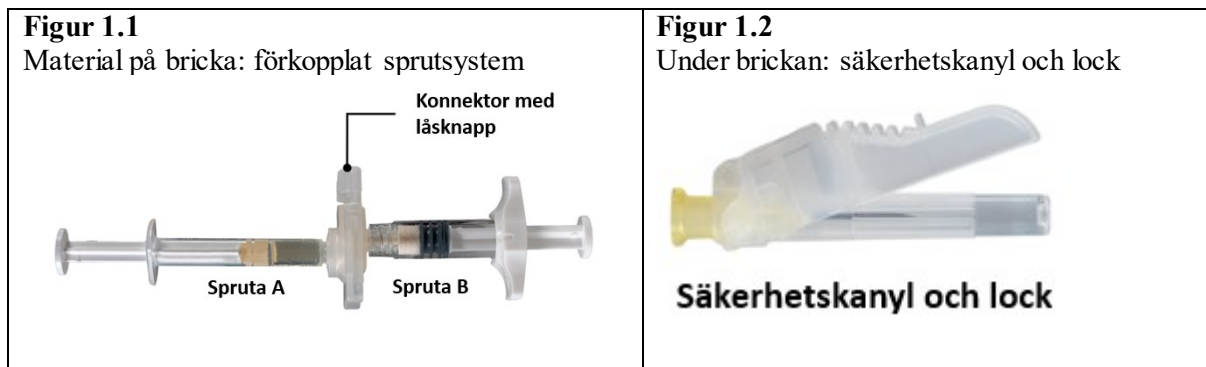 Figur 1.1
Material på bricka: förkopplat sprutsystem
Konnektor med
låsknapp
Spruta A
Spruta B
Figur 1.2
Under brickan: säkerhetskanyl och lock
Säkerhetskanyl och lock